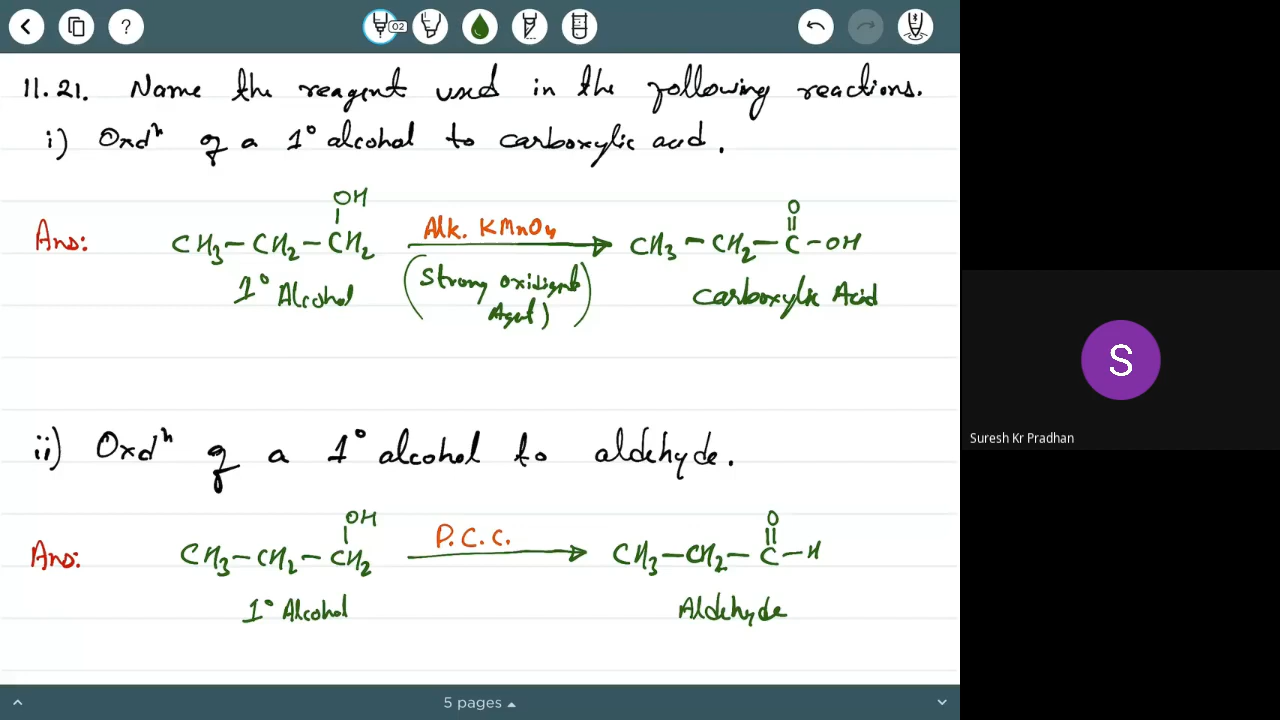 02
11.21. Name the reagent used in the following reactions.
i) Oxdⁿ of a 1° alcohol to carboxylic acid.
OH
O
Ans: CH₃-CH₂-CH₂ Alk. KMnO₄ CH₃-CH₂-C-OH
1° Alcohol (Strong oxidising Agent) Carboxylic Acid
S
Suresh Kr Pradhan
ii) Oxdⁿ of a 1° alcohol to aldehyde.
OH
O
Ans: CH₃-CH₂-CH₂ P.C.C. CH₃-CH₂-C-H
1° Alcohol Aldehyde
5 pages